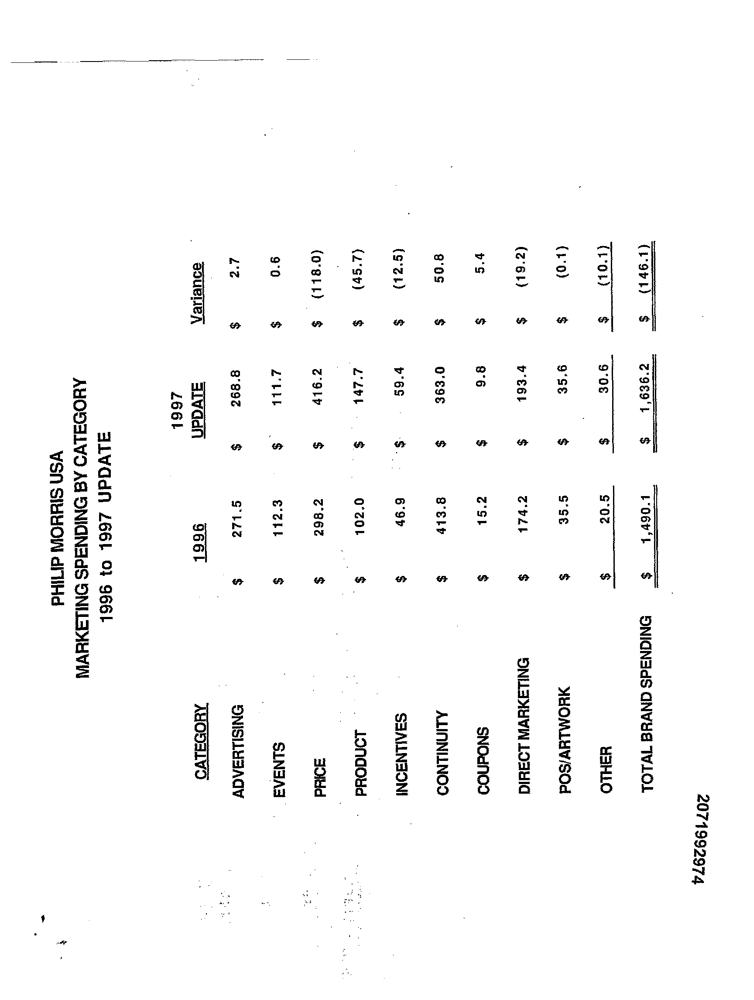 PHILIP MORRIS USA
MARKETING SPENDING BY CATEGORY
1996 to 1997 UPDATE
1997
CATEGORY 1996 UPDATE Variance
ADVERTISING $ 271.5 $ 268.8 $ 2.7
EVENTS $ 112.3 $ 111.7 $ 0.6
PRICE $ 298.2 $ 416.2 $ (118.0)
PRODUCT $ 102.0 $ 147.7 $ (45.7)
INCENTIVES $ 46.9 $ 59.4 $ (12.5)
CONTINUITY $ 413.8 $ 363.0 $ 50.8
COUPONS $ 15.2 $ 9.8 $ 5.4
DIRECT MARKETING $ 174.2 $ 193.4 $ (19.2)
POS/ARTWORK $ 35.5 $ 35.6 $ (0.1)
OTHER $ 20.5 $ 30.6 $ (10.1)
TOTAL BRAND SPENDING $ 1,490.1 $ 1,636.2 $ (146.1)
2071992974